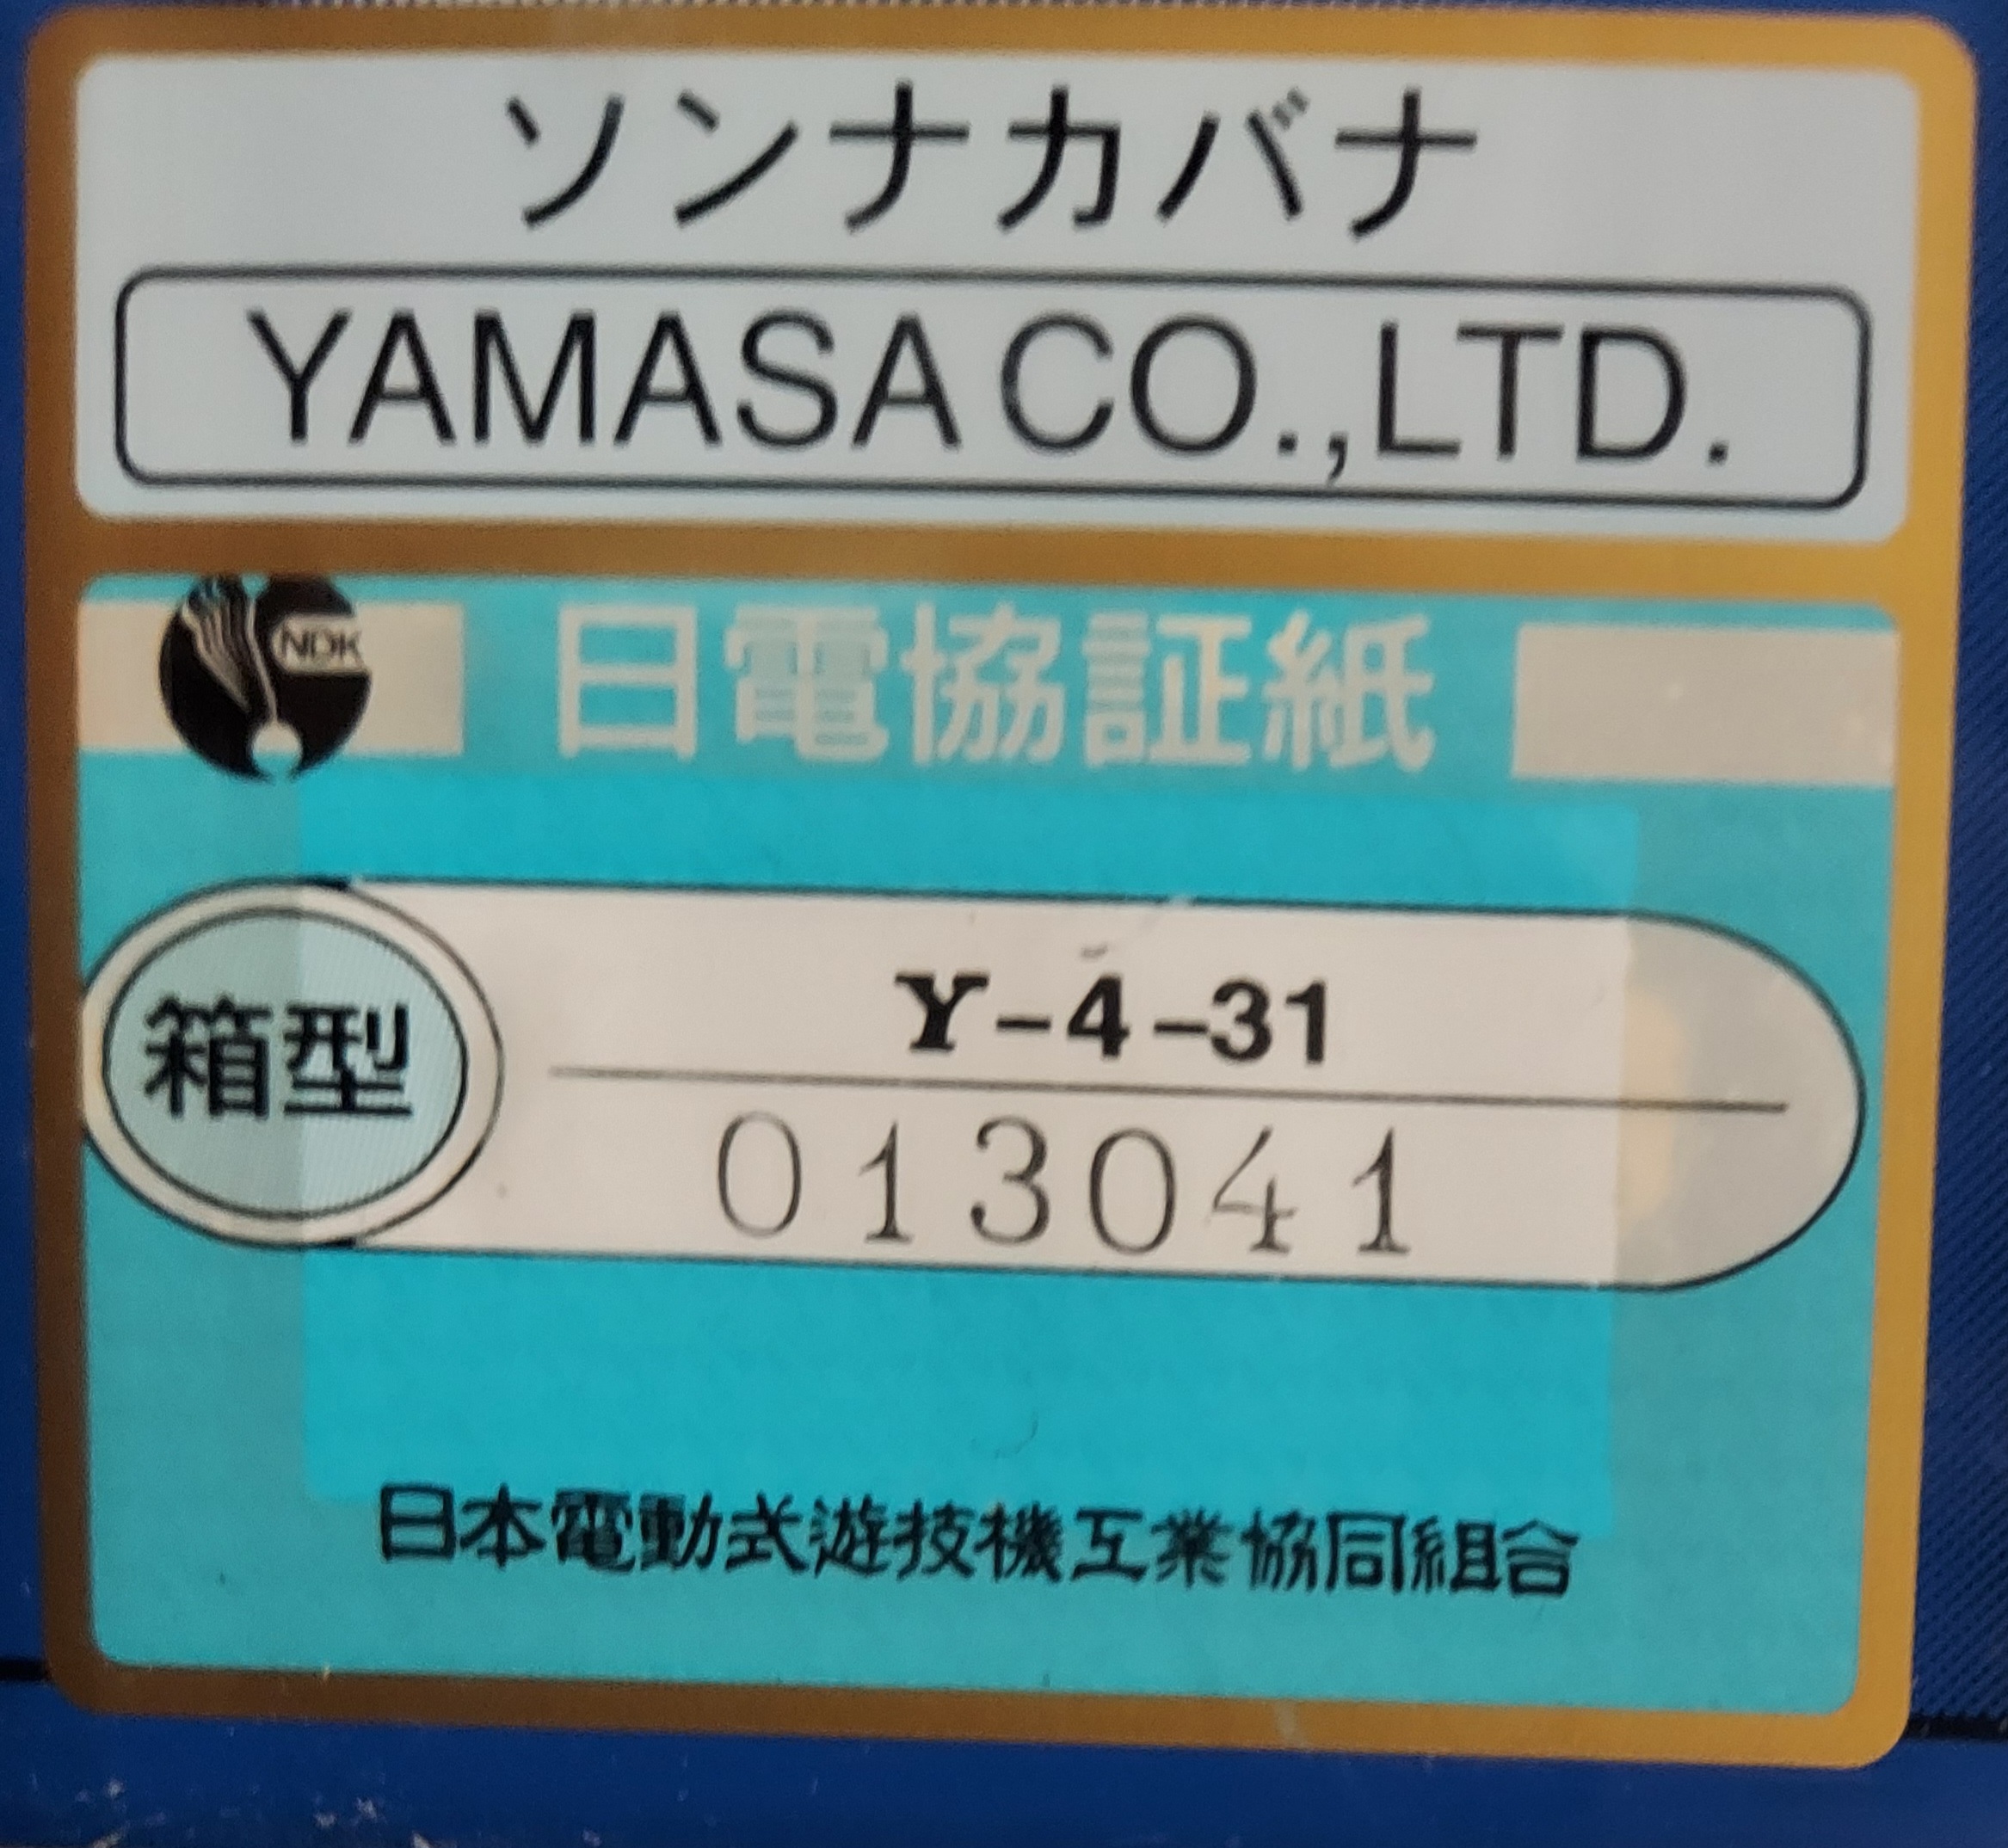 ソンナカバナ
YAMASA CO.,LTD.
NDK
日電協証紙
箱型
Y-4-31
013041
日本電動式遊技機工業協同組合